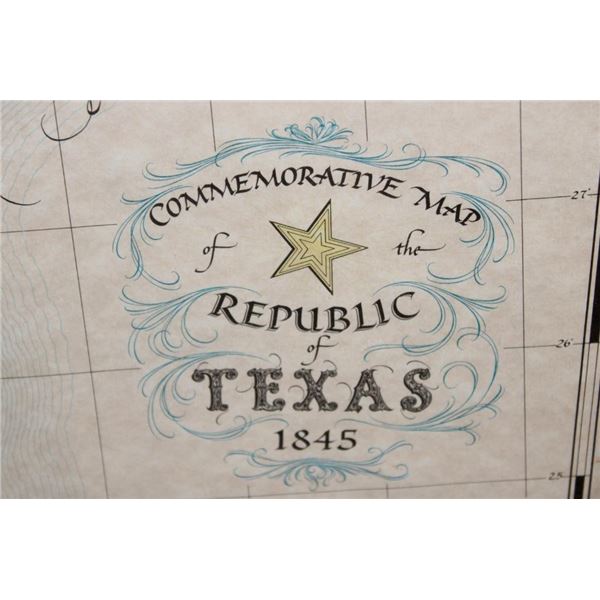 COMMEMORATIVE MAP
of the
REPUBLIC
of
TEXAS
1845
27°
26°
25